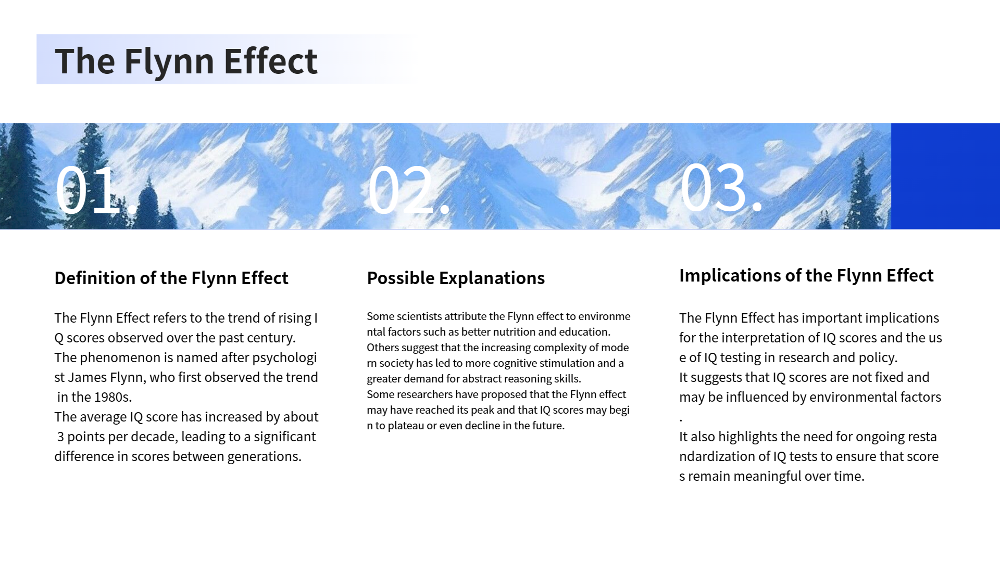 The Flynn Effect
01.
02.
03.
Definition of the Flynn Effect
The Flynn Effect refers to the trend of rising I
Q scores observed over the past century.
The phenomenon is named after psychologi
st James Flynn, who first observed the trend
in the 1980s.
The average IQ score has increased by about
3 points per decade, leading to a significant
difference in scores between generations.
Possible Explanations
Some scientists attribute the Flynn effect to environme
ntal factors such as better nutrition and education.
Others suggest that the increasing complexity of mode
rn society has led to more cognitive stimulation and a
greater demand for abstract reasoning skills.
Some researchers have proposed that the Flynn effect
may have reached its peak and that IQ scores may begi
n to plateau or even decline in the future.
Implications of the Flynn Effect
The Flynn Effect has important implications
for the interpretation of IQ scores and the us
e of IQ testing in research and policy.
It suggests that IQ scores are not fixed and
may be influenced by environmental factors
.
It also highlights the need for ongoing resta
ndardization of IQ tests to ensure that score
s remain meaningful over time.